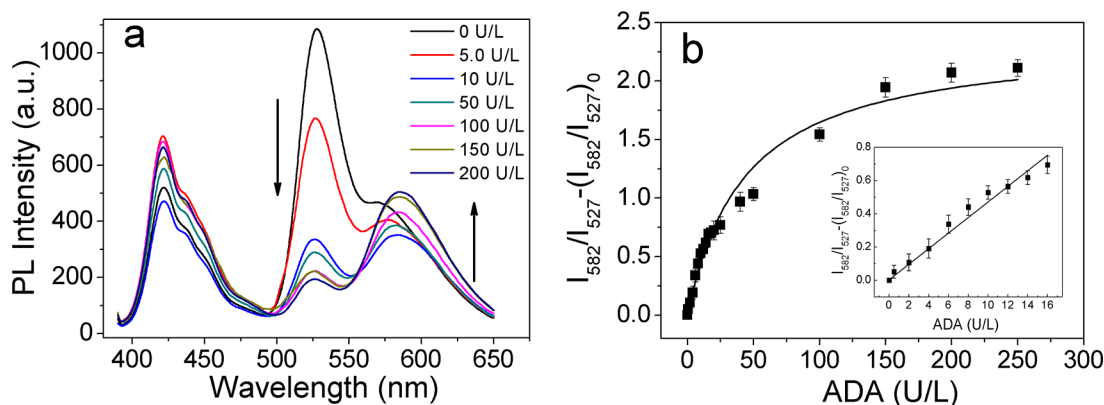 a
0 U/L
5.0 U/L
10 U/L
50 U/L
100 U/L
150 U/L
200 U/L
PL Intensity (a.u.)
1000
800
600
400
200
0
400 450 500 550 600 650
Wavelength (nm)
b
I582/I527-(I582/I527)0
2.5
2.0
1.5
1.0
0.5
0.0
0 50 100 150 200 250 300
ADA (U/L)
I582/I527-(I582/I527)0
0.8
0.6
0.4
0.2
0.0
0 2 4 6 8 10 12 14 16
ADA (U/L)